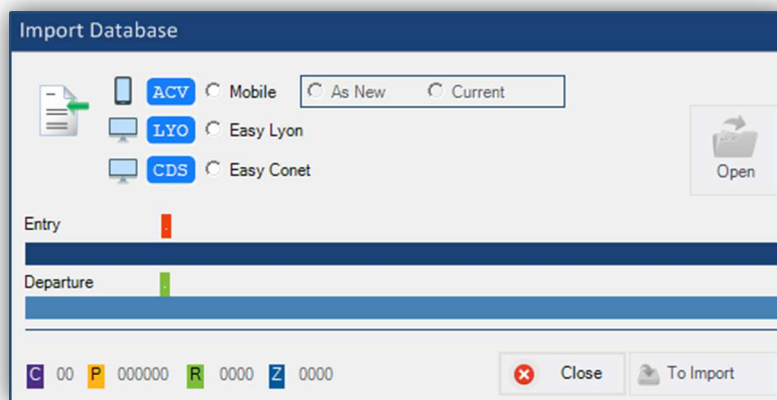 Import Database
ACV Mobile As New Current
LYO Easy Lyon
CDS Easy Conet
Open
Entry .
Departure .
C 00 P 000000 R 0000 Z 0000 Close To Import